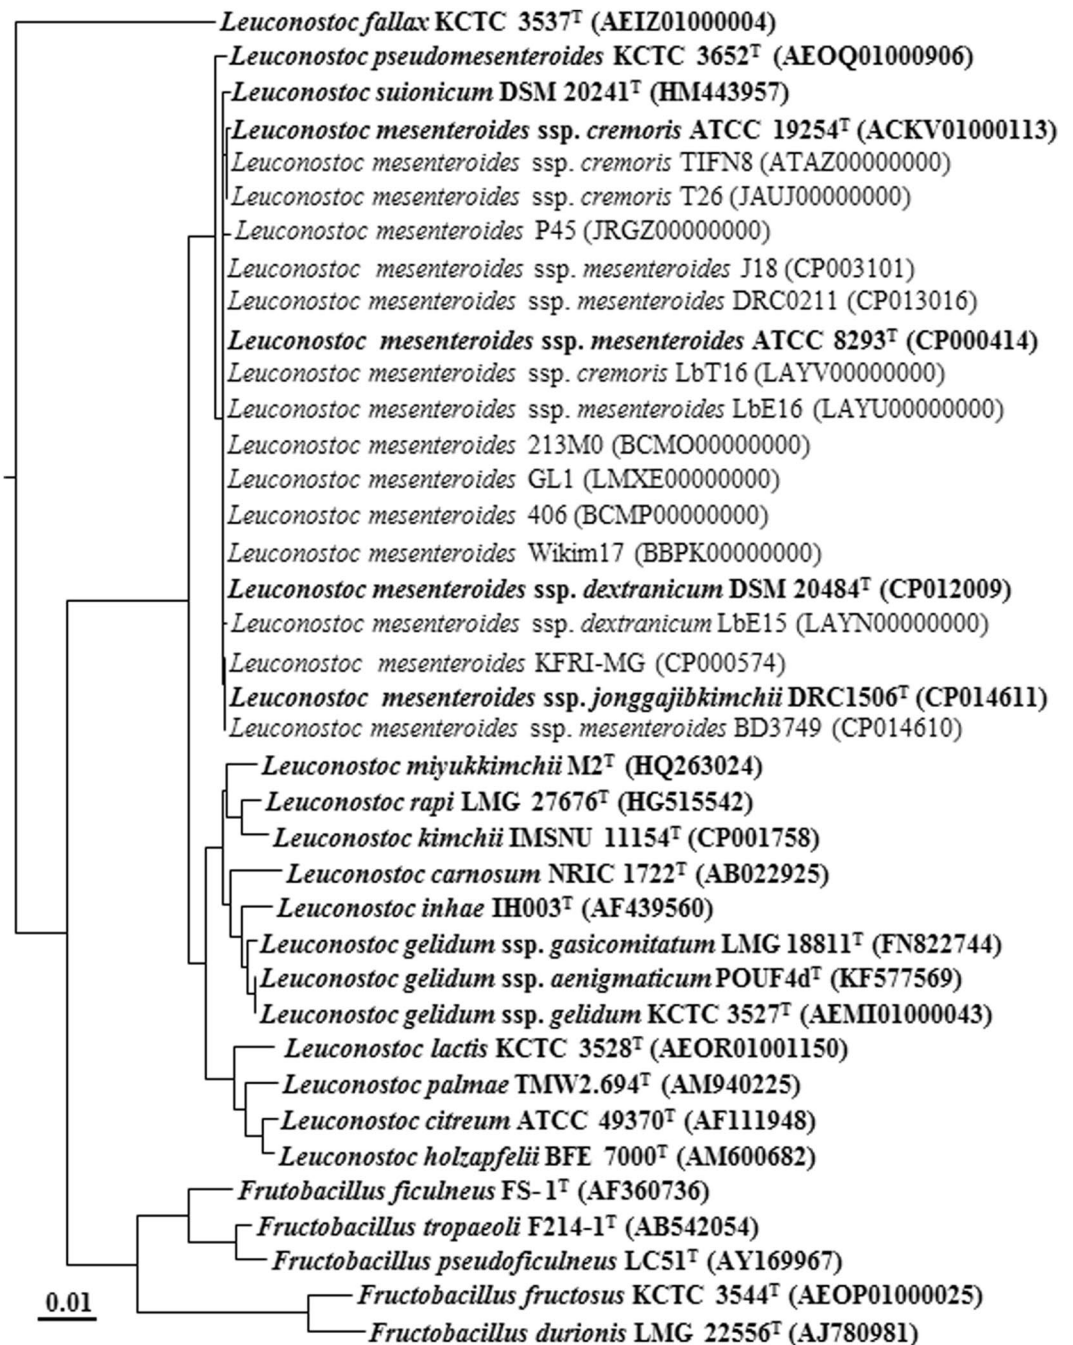 Leuconostoc fallax KCTC 3537ᵀ (AEIZ01000004)
Leuconostoc pseudomesenteroides KCTC 3652ᵀ (AEOQ01000906)
Leuconostoc suionicum DSM 20241ᵀ (HM443957)
Leuconostoc mesenteroides ssp. cremoris ATCC 19254ᵀ (ACKV01000113)
Leuconostoc mesenteroides ssp. cremoris TIFN8 (ATAZ00000000)
Leuconostoc mesenteroides ssp. cremoris T26 (JAUJ00000000)
Leuconostoc mesenteroides P45 (JRGZ00000000)
Leuconostoc mesenteroides ssp. mesenteroides J18 (CP003101)
Leuconostoc mesenteroides ssp. mesenteroides DRC0211 (CP013016)
Leuconostoc mesenteroides ssp. mesenteroides ATCC 8293ᵀ (CP000414)
Leuconostoc mesenteroides ssp. cremoris LbT16 (LAYV00000000)
Leuconostoc mesenteroides ssp. mesenteroides LbE16 (LAYU00000000)
Leuconostoc mesenteroides 213M0 (BCMO00000000)
Leuconostoc mesenteroides GL1 (LMXE00000000)
Leuconostoc mesenteroides 406 (BCMP00000000)
Leuconostoc mesenteroides Wikim17 (BBPK00000000)
Leuconostoc mesenteroides ssp. dextranicum DSM 20484ᵀ (CP012009)
Leuconostoc mesenteroides ssp. dextranicum LbE15 (LAYN00000000)
Leuconostoc mesenteroides KFRI-MG (CP000574)
Leuconostoc mesenteroides ssp. jonggajibkimchii DRC1506ᵀ (CP014611)
Leuconostoc mesenteroides ssp. mesenteroides BD3749 (CP014610)
Leuconostoc miyukkimchii M2ᵀ (HQ263024)
Leuconostoc rapi LMG 27676ᵀ (HG515542)
Leuconostoc kimchii IMSNU 11154ᵀ (CP001758)
Leuconostoc carnosum NRIC 1722ᵀ (AB022925)
Leuconostoc inhae IH003ᵀ (AF439560)
Leuconostoc gelidum ssp. gasicomitatum LMG 18811ᵀ (FN822744)
Leuconostoc gelidum ssp. aenigmaticum POUF4dᵀ (KF577569)
Leuconostoc gelidum ssp. gelidum KCTC 3527ᵀ (AEMI01000043)
Leuconostoc lactis KCTC 3528ᵀ (AEOR01001150)
Leuconostoc palmae TMW2.694ᵀ (AM940225)
Leuconostoc citreum ATCC 49370ᵀ (AF111948)
Leuconostoc holzapfelii BFE 7000ᵀ (AM600682)
Frutobacillus ficulneus FS-1ᵀ (AF360736)
Fructobacillus tropaeoli F214-1ᵀ (AB542054)
Fructobacillus pseudoficulneus LC51ᵀ (AY169967)
Fructobacillus fructosus KCTC 3544ᵀ (AEOP01000025)
0.01
Fructobacillus durionis LMG 22556ᵀ (AJ780981)